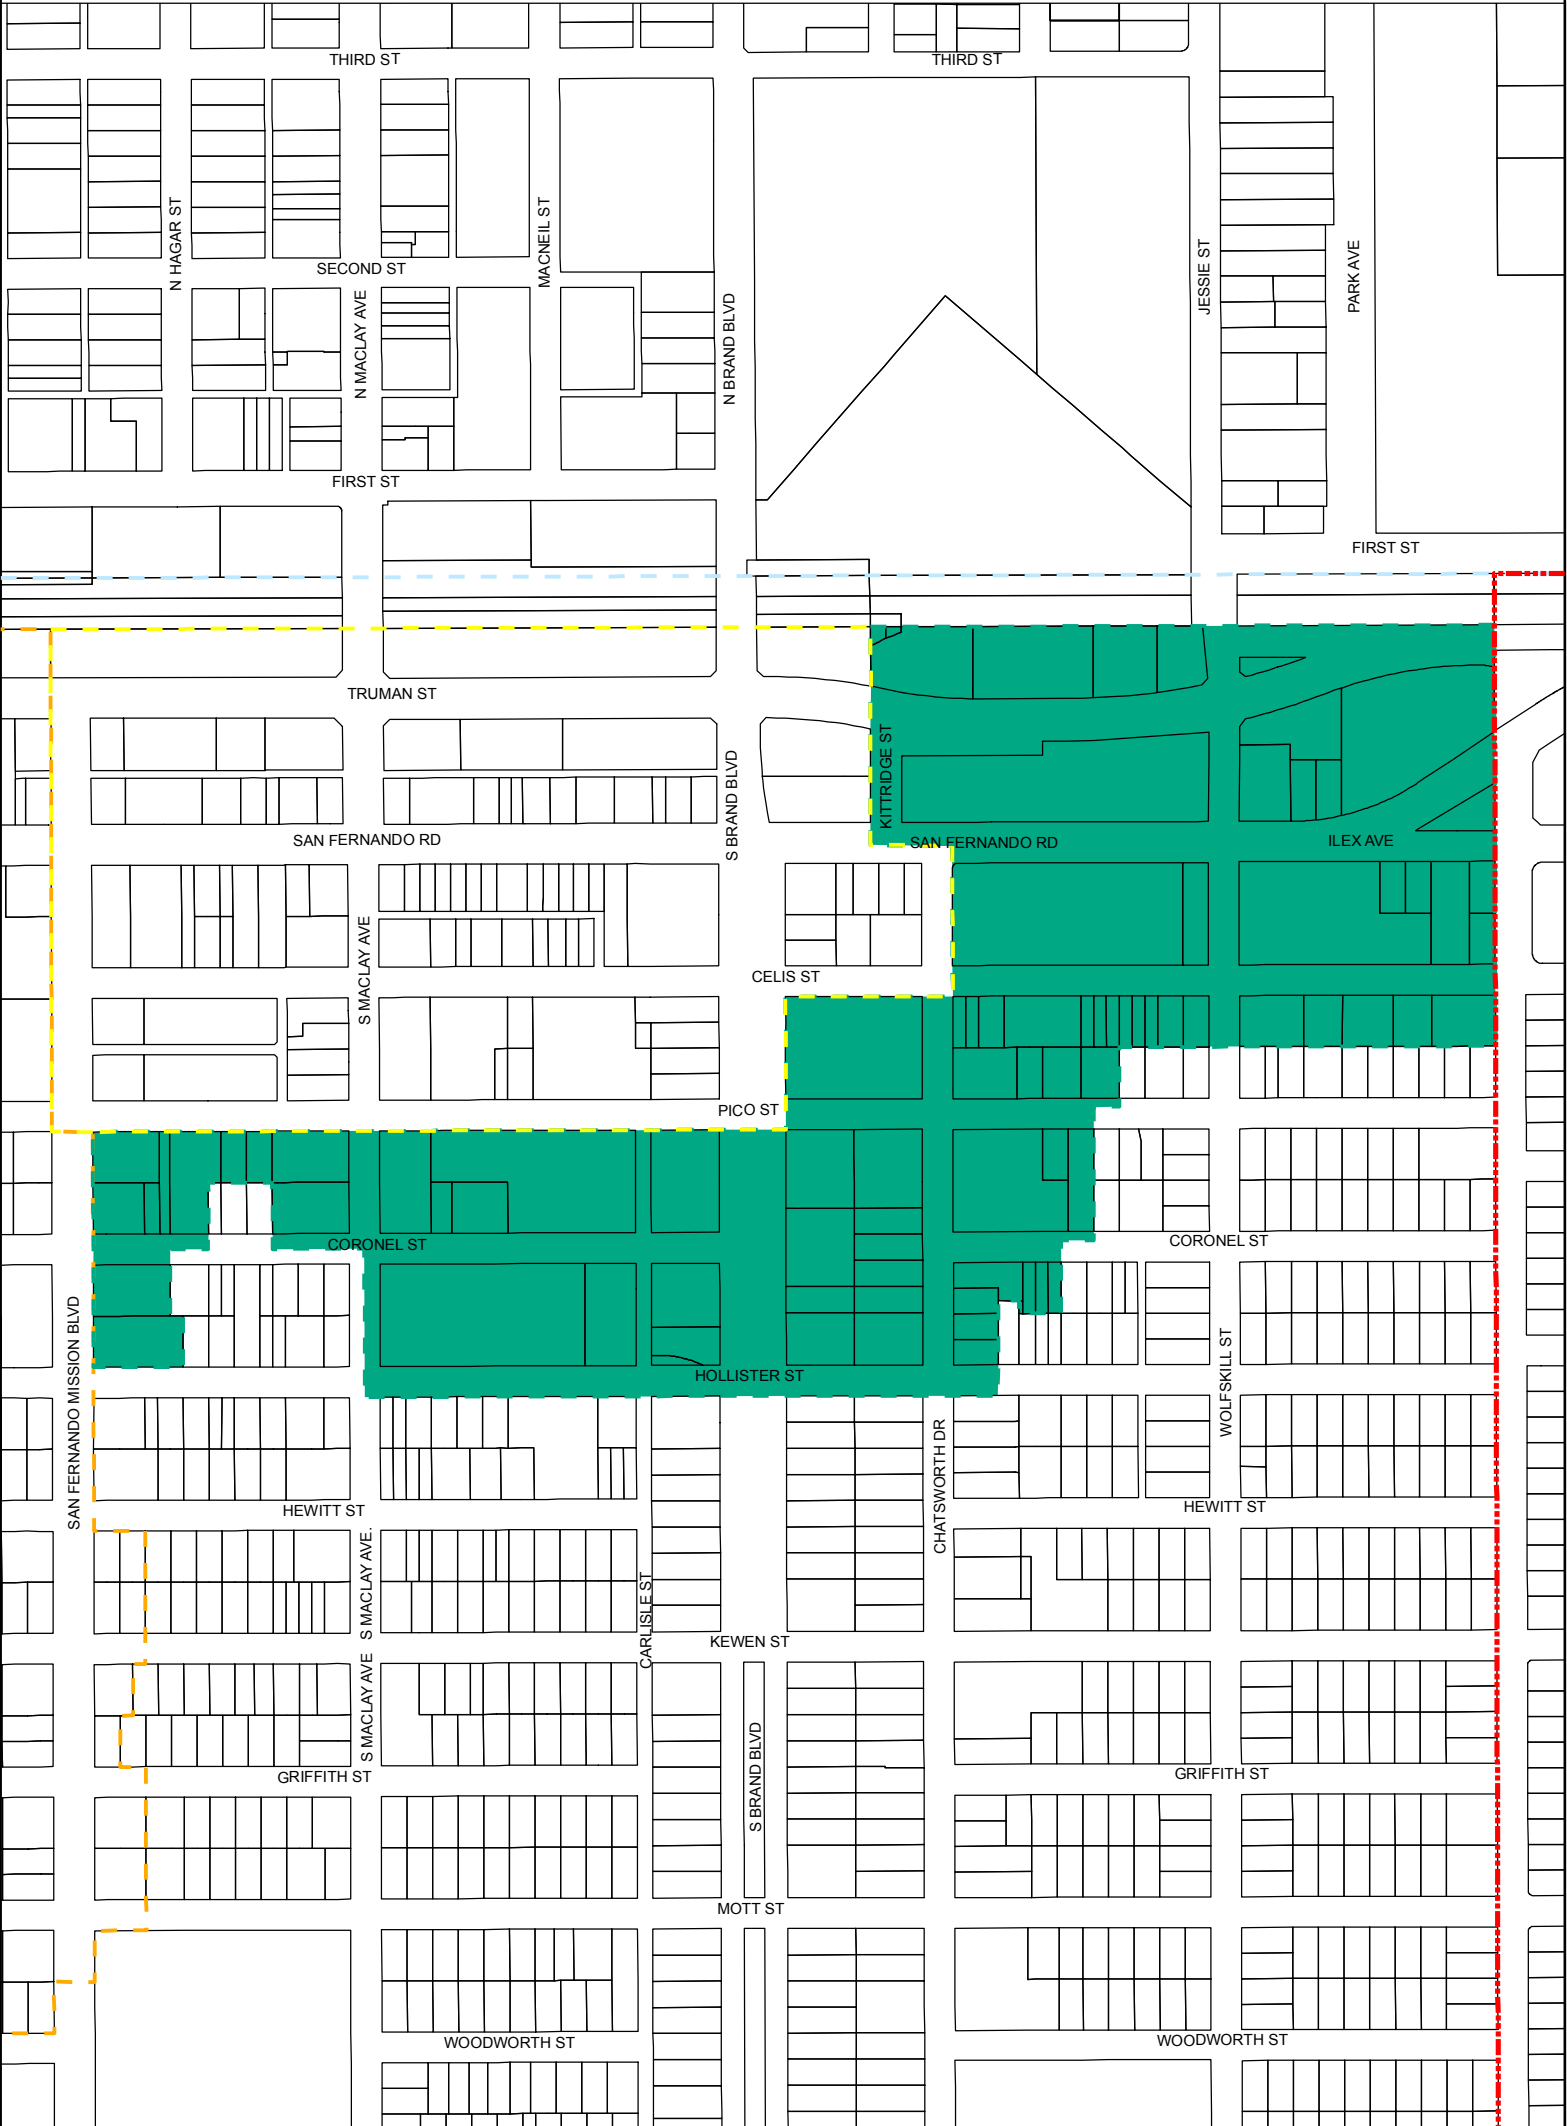 THIRD ST
THIRD ST
N HAGAR ST
MACNEIL ST
SECOND ST
JESSIE ST
PARK AVE
N MACLAY AVE
N BRAND BLVD
FIRST ST
FIRST ST
TRUMAN ST
KITTRIDGE ST
S BRAND BLVD
SAN FERNANDO RD
SAN FERNANDO RD
ILEX AVE
S MACLAY AVE
CELIS ST
PICO ST
CORONEL ST
CORONEL ST
SAN FERNANDO MISSION BLVD
HOLLISTER ST
WOLFSKILL ST
CHATSWORTH DR
HEWITT ST
HEWITT ST
S MACLAY AVE.
CARLISLE ST
KEWEN ST
S MACLAY AVE
S BRAND BLVD
GRIFFITH ST
GRIFFITH ST
MOTT ST
WOODWORTH ST
WOODWORTH ST